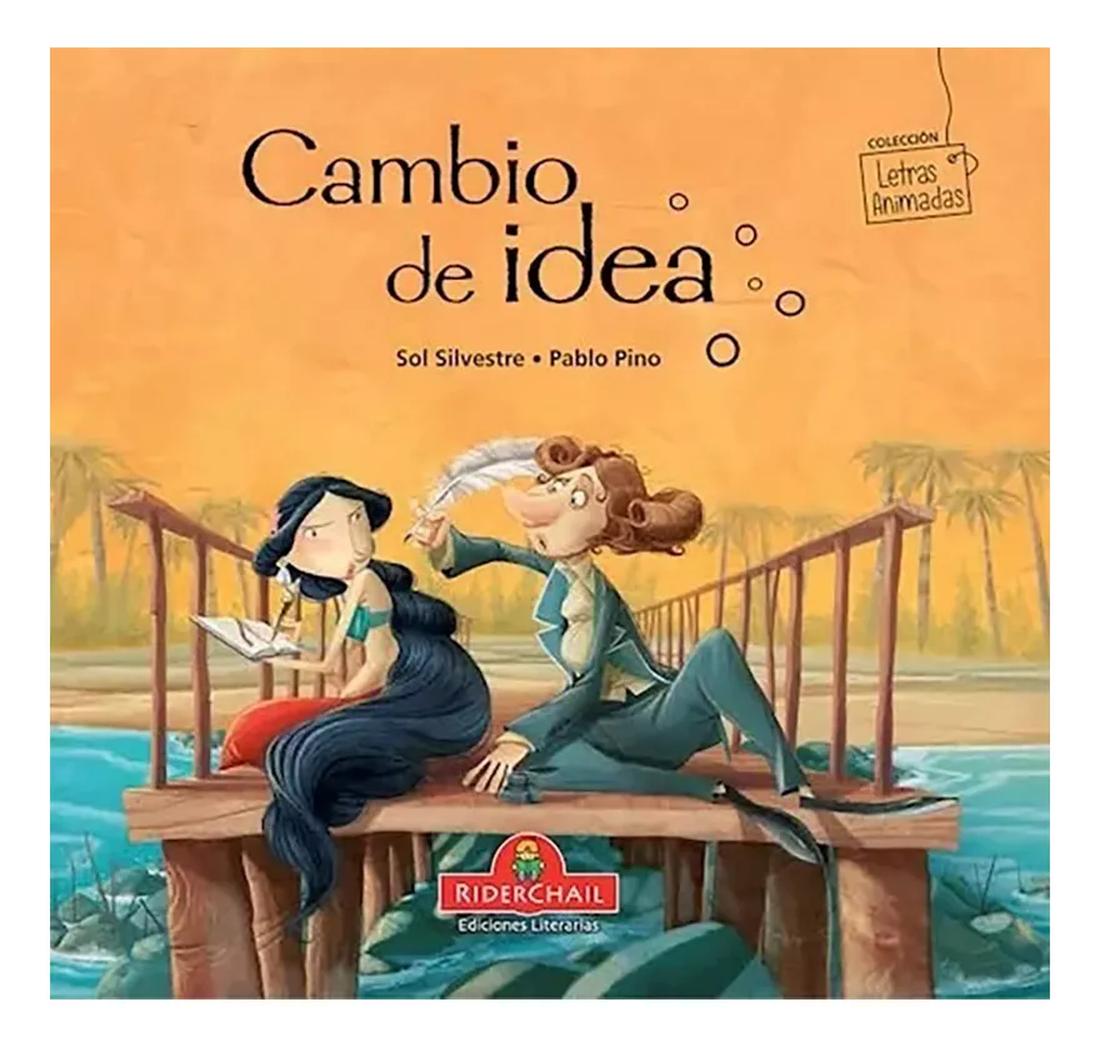 Cambio
de idea
COLECCIÓN
Letras
Animadas
Sol Silvestre • Pablo Pino
RIDERCHAIL
Ediciones Literarias